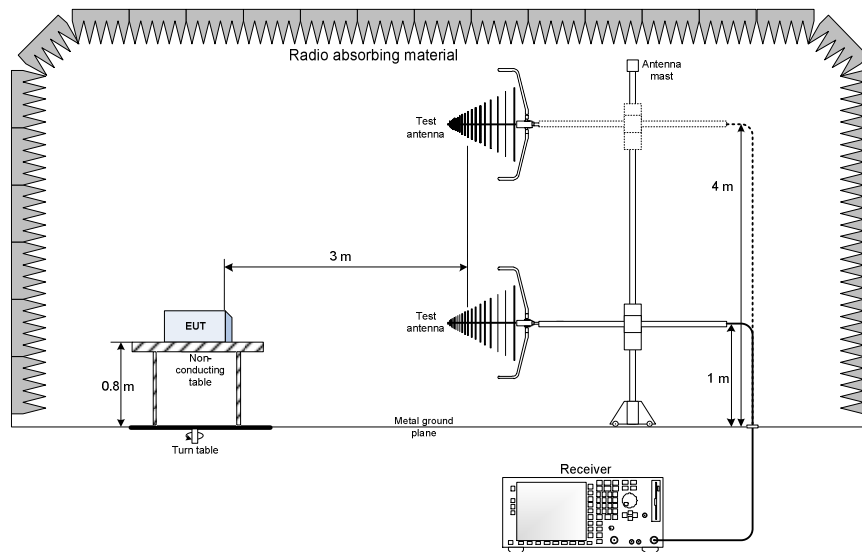 Radio absorbing material
Antenna
mast
Test
antenna
4 m
3 m
EUT
Test
antenna
Non-
conducting
table
0.8 m
1 m
Metal ground
plane
Turn table
Receiver